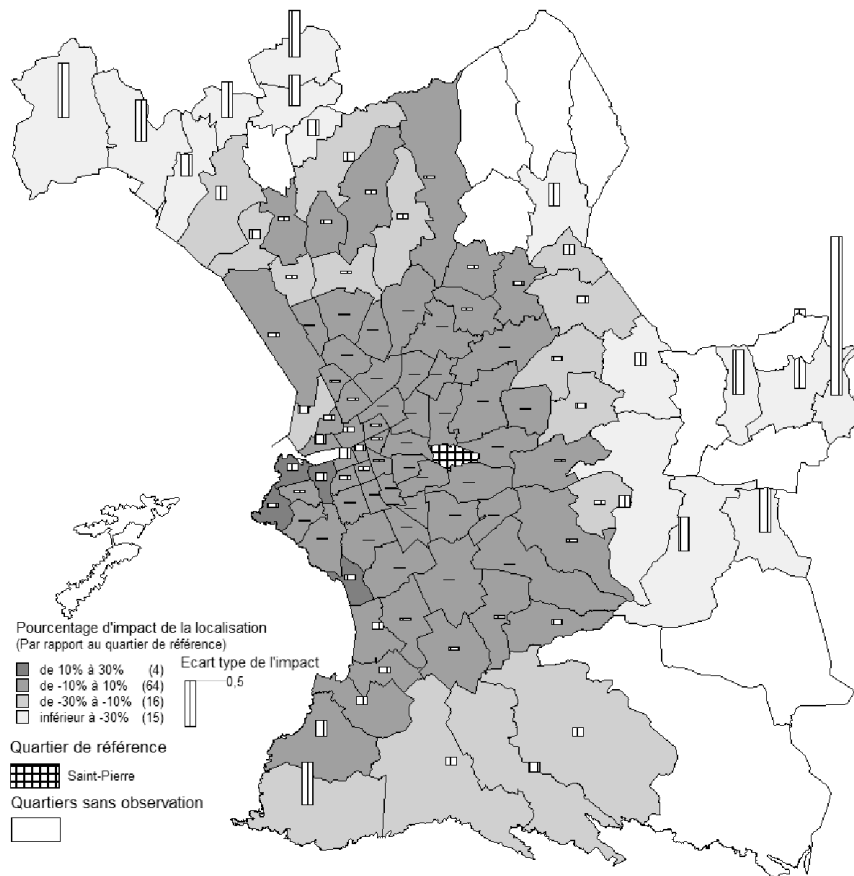 Pourcentage d'impact de la localisation
(Par rapport au quartier de référence)
de 10% à 30% (4)
de -10% à 10% (64)
de -30% à -10% (16)
inférieur à -30% (15)
Ecart type de l'impact
0,5
Quartier de référence
Saint-Pierre
Quartiers sans observation